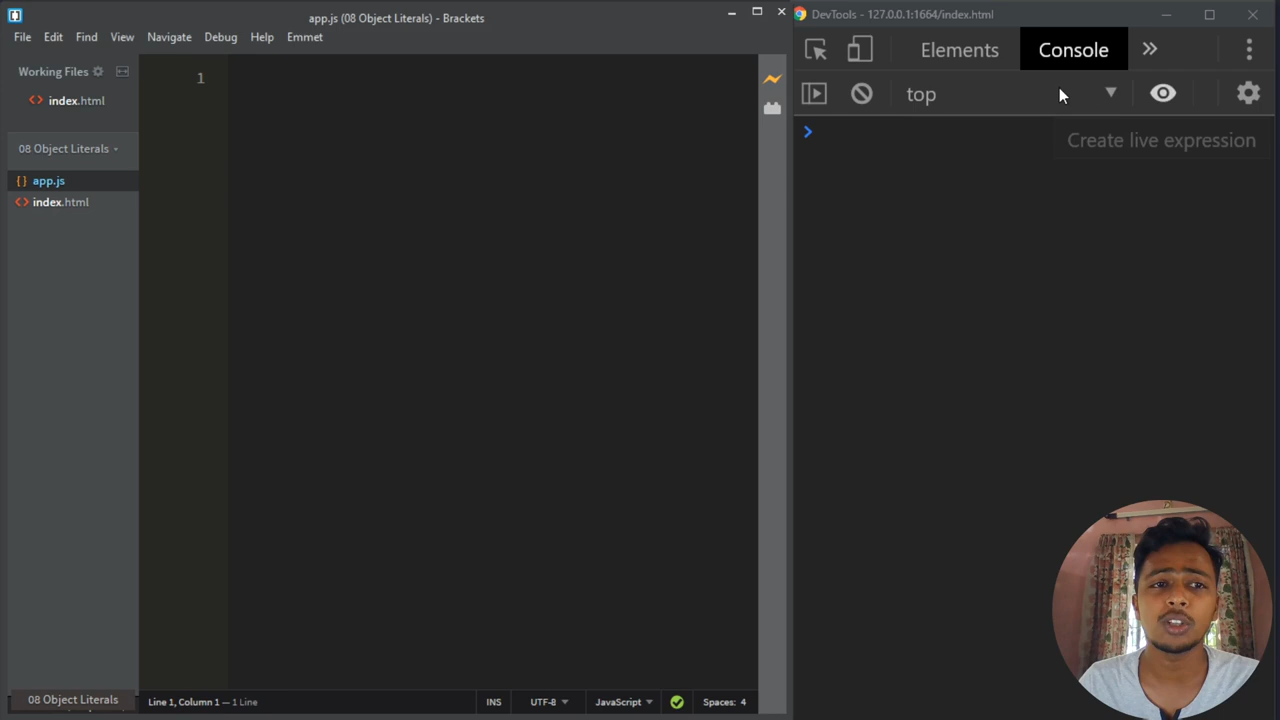 app.js (08 Object Literals) - Brackets
File Edit Find View Navigate Debug Help Emmet
Working Files
index.html
08 Object Literals
app.js
index.html
1
08 Object Literals
Line 1, Column 1 — 1 Line
INS
UTF-8
JavaScript
Spaces: 4
DevTools - 127.0.0.1:1664/index.html
Elements
Console
top
Create live expression